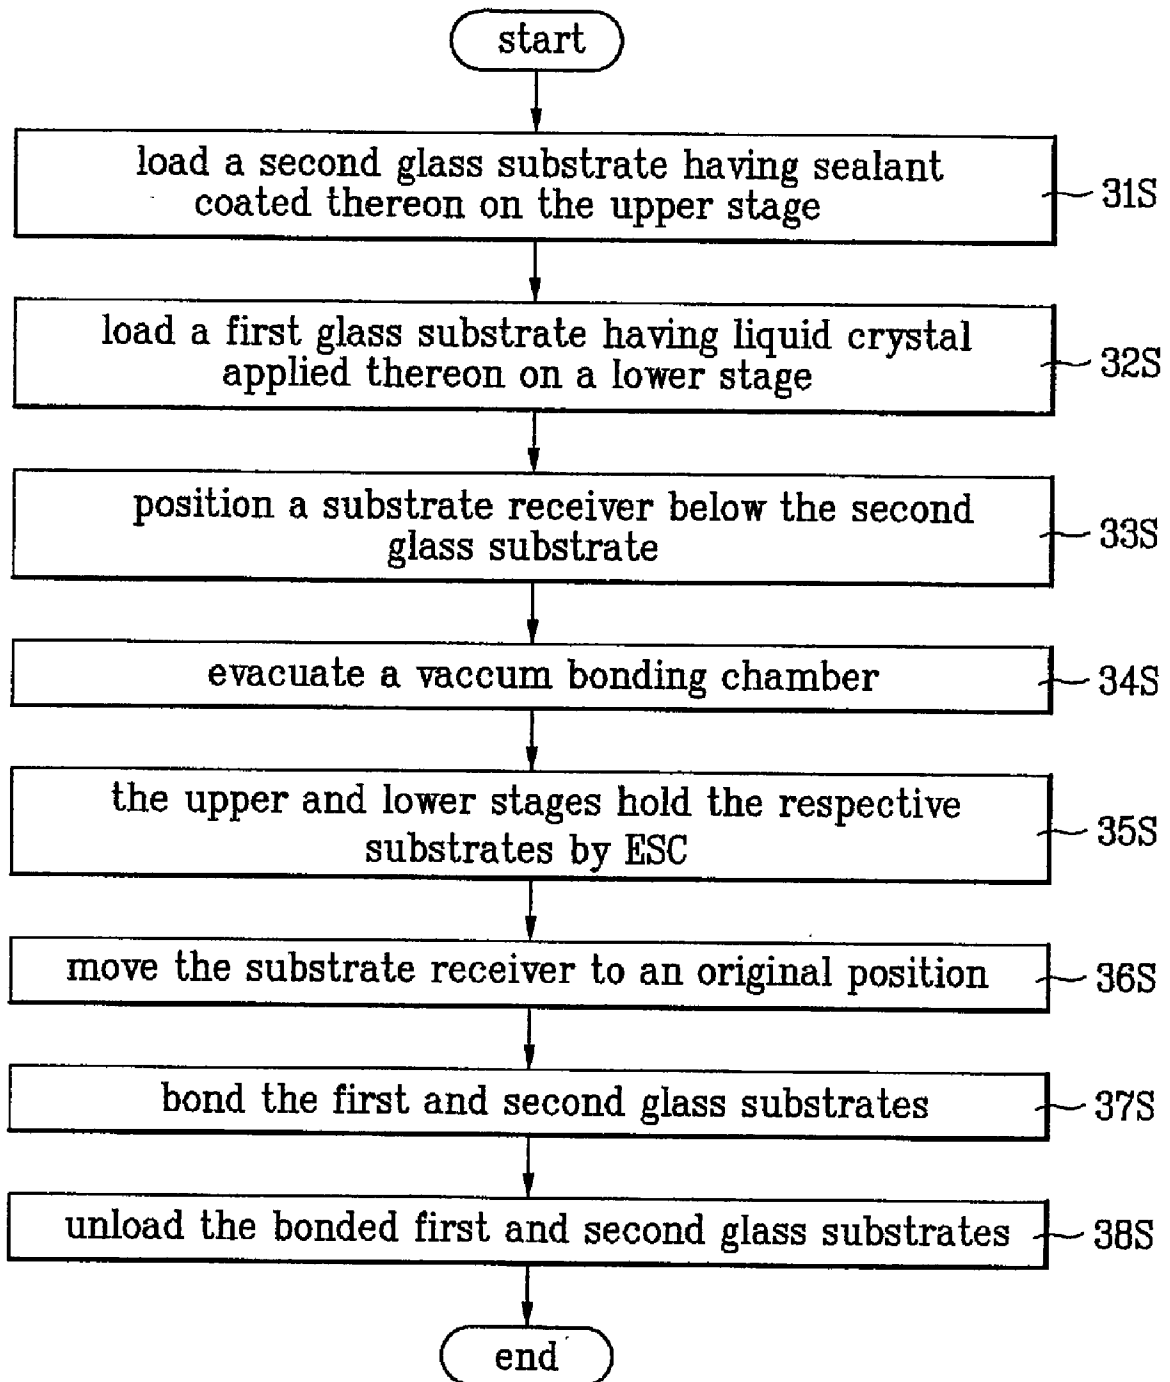 start
load a second glass substrate having sealant
coated thereon on the upper stage
31S
load a first glass substrate having liquid crystal
applied thereon on a lower stage
32S
position a substrate receiver below the second
glass substrate
33S
evacuate a vaccum bonding chamber
34S
the upper and lower stages hold the respective
substrates by ESC
35S
move the substrate receiver to an original position
36S
bond the first and second glass substrates
37S
unload the bonded first and second glass substrates
38S
end